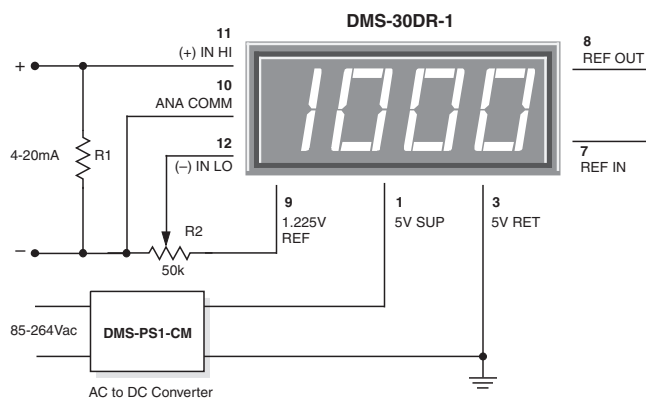 DMS-30DR-1
11
(+) IN HI
8
REF OUT
+
10
ANA COMM
1000
12
(–) IN LO
4-20mA
R1
7
REF IN
9
1.225V
REF
1
5V SUP
3
5V RET
R2
–
50k
85-264Vac
DMS-PS1-CM
AC to DC Converter